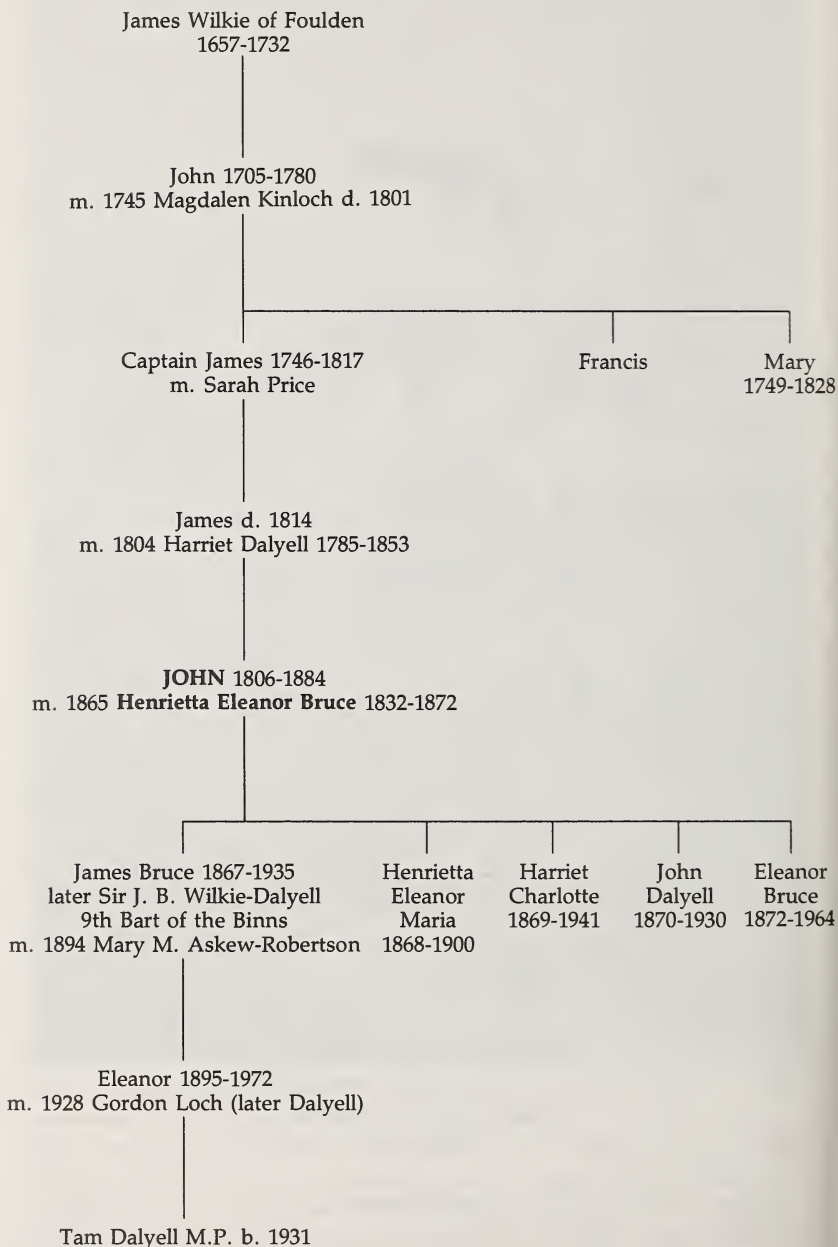 James Wilkie of Foulden
1657-1732
John 1705-1780
m. 1745 Magdalen Kinloch d. 1801
Captain James 1746-1817
m. Sarah Price
Francis
Mary
1749-1828
James d. 1814
m. 1804 Harriet Dalyell 1785-1853
JOHN 1806-1884
m. 1865 Henrietta Eleanor Bruce 1832-1872
James Bruce 1867-1935
later Sir J. B. Wilkie-Dalyell
9th Bart of the Binns
m. 1894 Mary M. Askew-Robertson
Henrietta
Eleanor
Maria
1868-1900
Harriet
Charlotte
1869-1941
John
Dalyell
1870-1930
Eleanor
Bruce
1872-1964
Eleanor 1895-1972
m. 1928 Gordon Loch (later Dalyell)
Tam Dalyell M.P. b. 1931